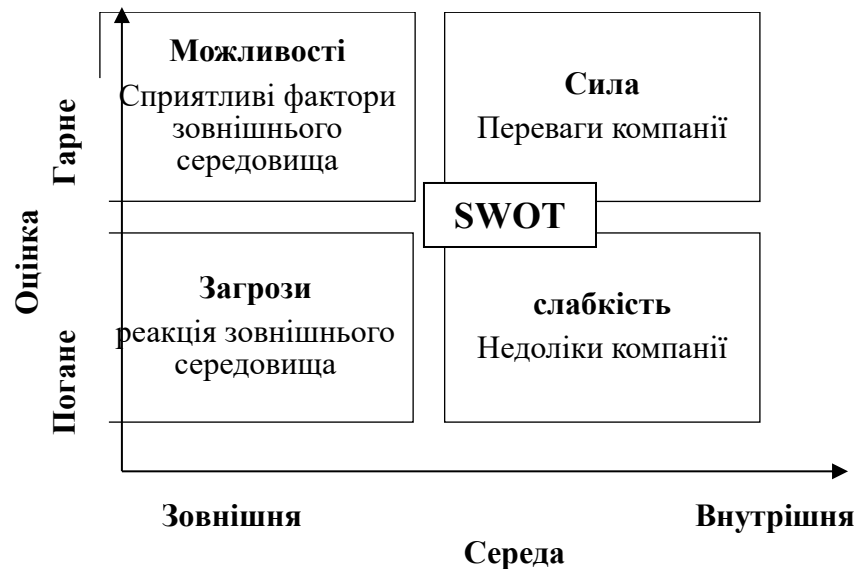 Можливості
Сприятливі фактори
зовнішнього
середовища
Сила
Переваги компанії
SWOT
Загрози
реакція зовнішнього
середовища
слабкість
Недоліки компанії
Оцінка
Гарне
Погане
Зовнішня
Внутрішня
Середа